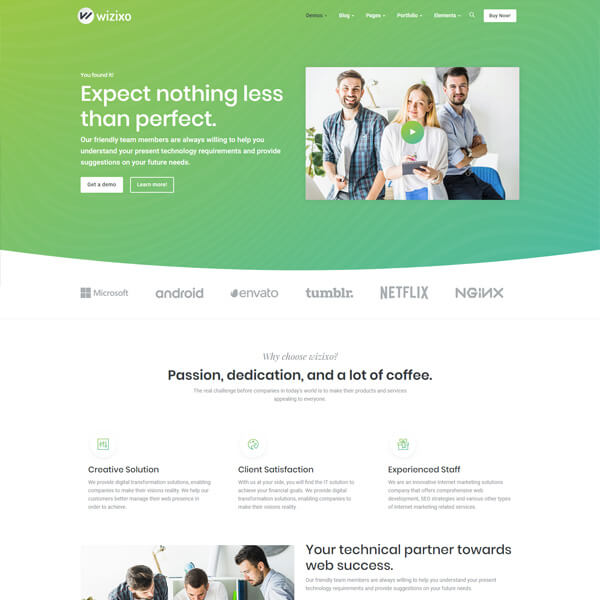 wizixo
Demos Blog Pages Portfolio Elements Buy Now!
You found it!
Expect nothing less
than perfect.
Our friendly team members are always willing to help you
understand your present technology requirements and provide
suggestions on your future needs.
Get a demo Learn more!
Microsoft android envato tumblr. NETFLIX NGINX
Why choose wizixo?
Passion, dedication, and a lot of coffee.
The real challenge before companies in today's world is to make their products and services
appealing to everyone.
Creative Solution
We provide digital transformation solutions, enabling
companies to make their visions reality. We help our
customers better manage their web presence in
order to achieve.
Client Satisfaction
With us at your side, you will find the IT solution to
achieve your financial goals. We provide digital
transformation solutions, enabling companies to
make their visions reality
Experienced Staff
We are an innovative Internet marketing solutions
company that offers comprehensive web
development, SEO strategies and various other types
of Internet marketing related services.
Your technical partner towards
web success.
Our friendly team members are always willing to help you understand your present
technology requirements and provide suggestions on your future needs.